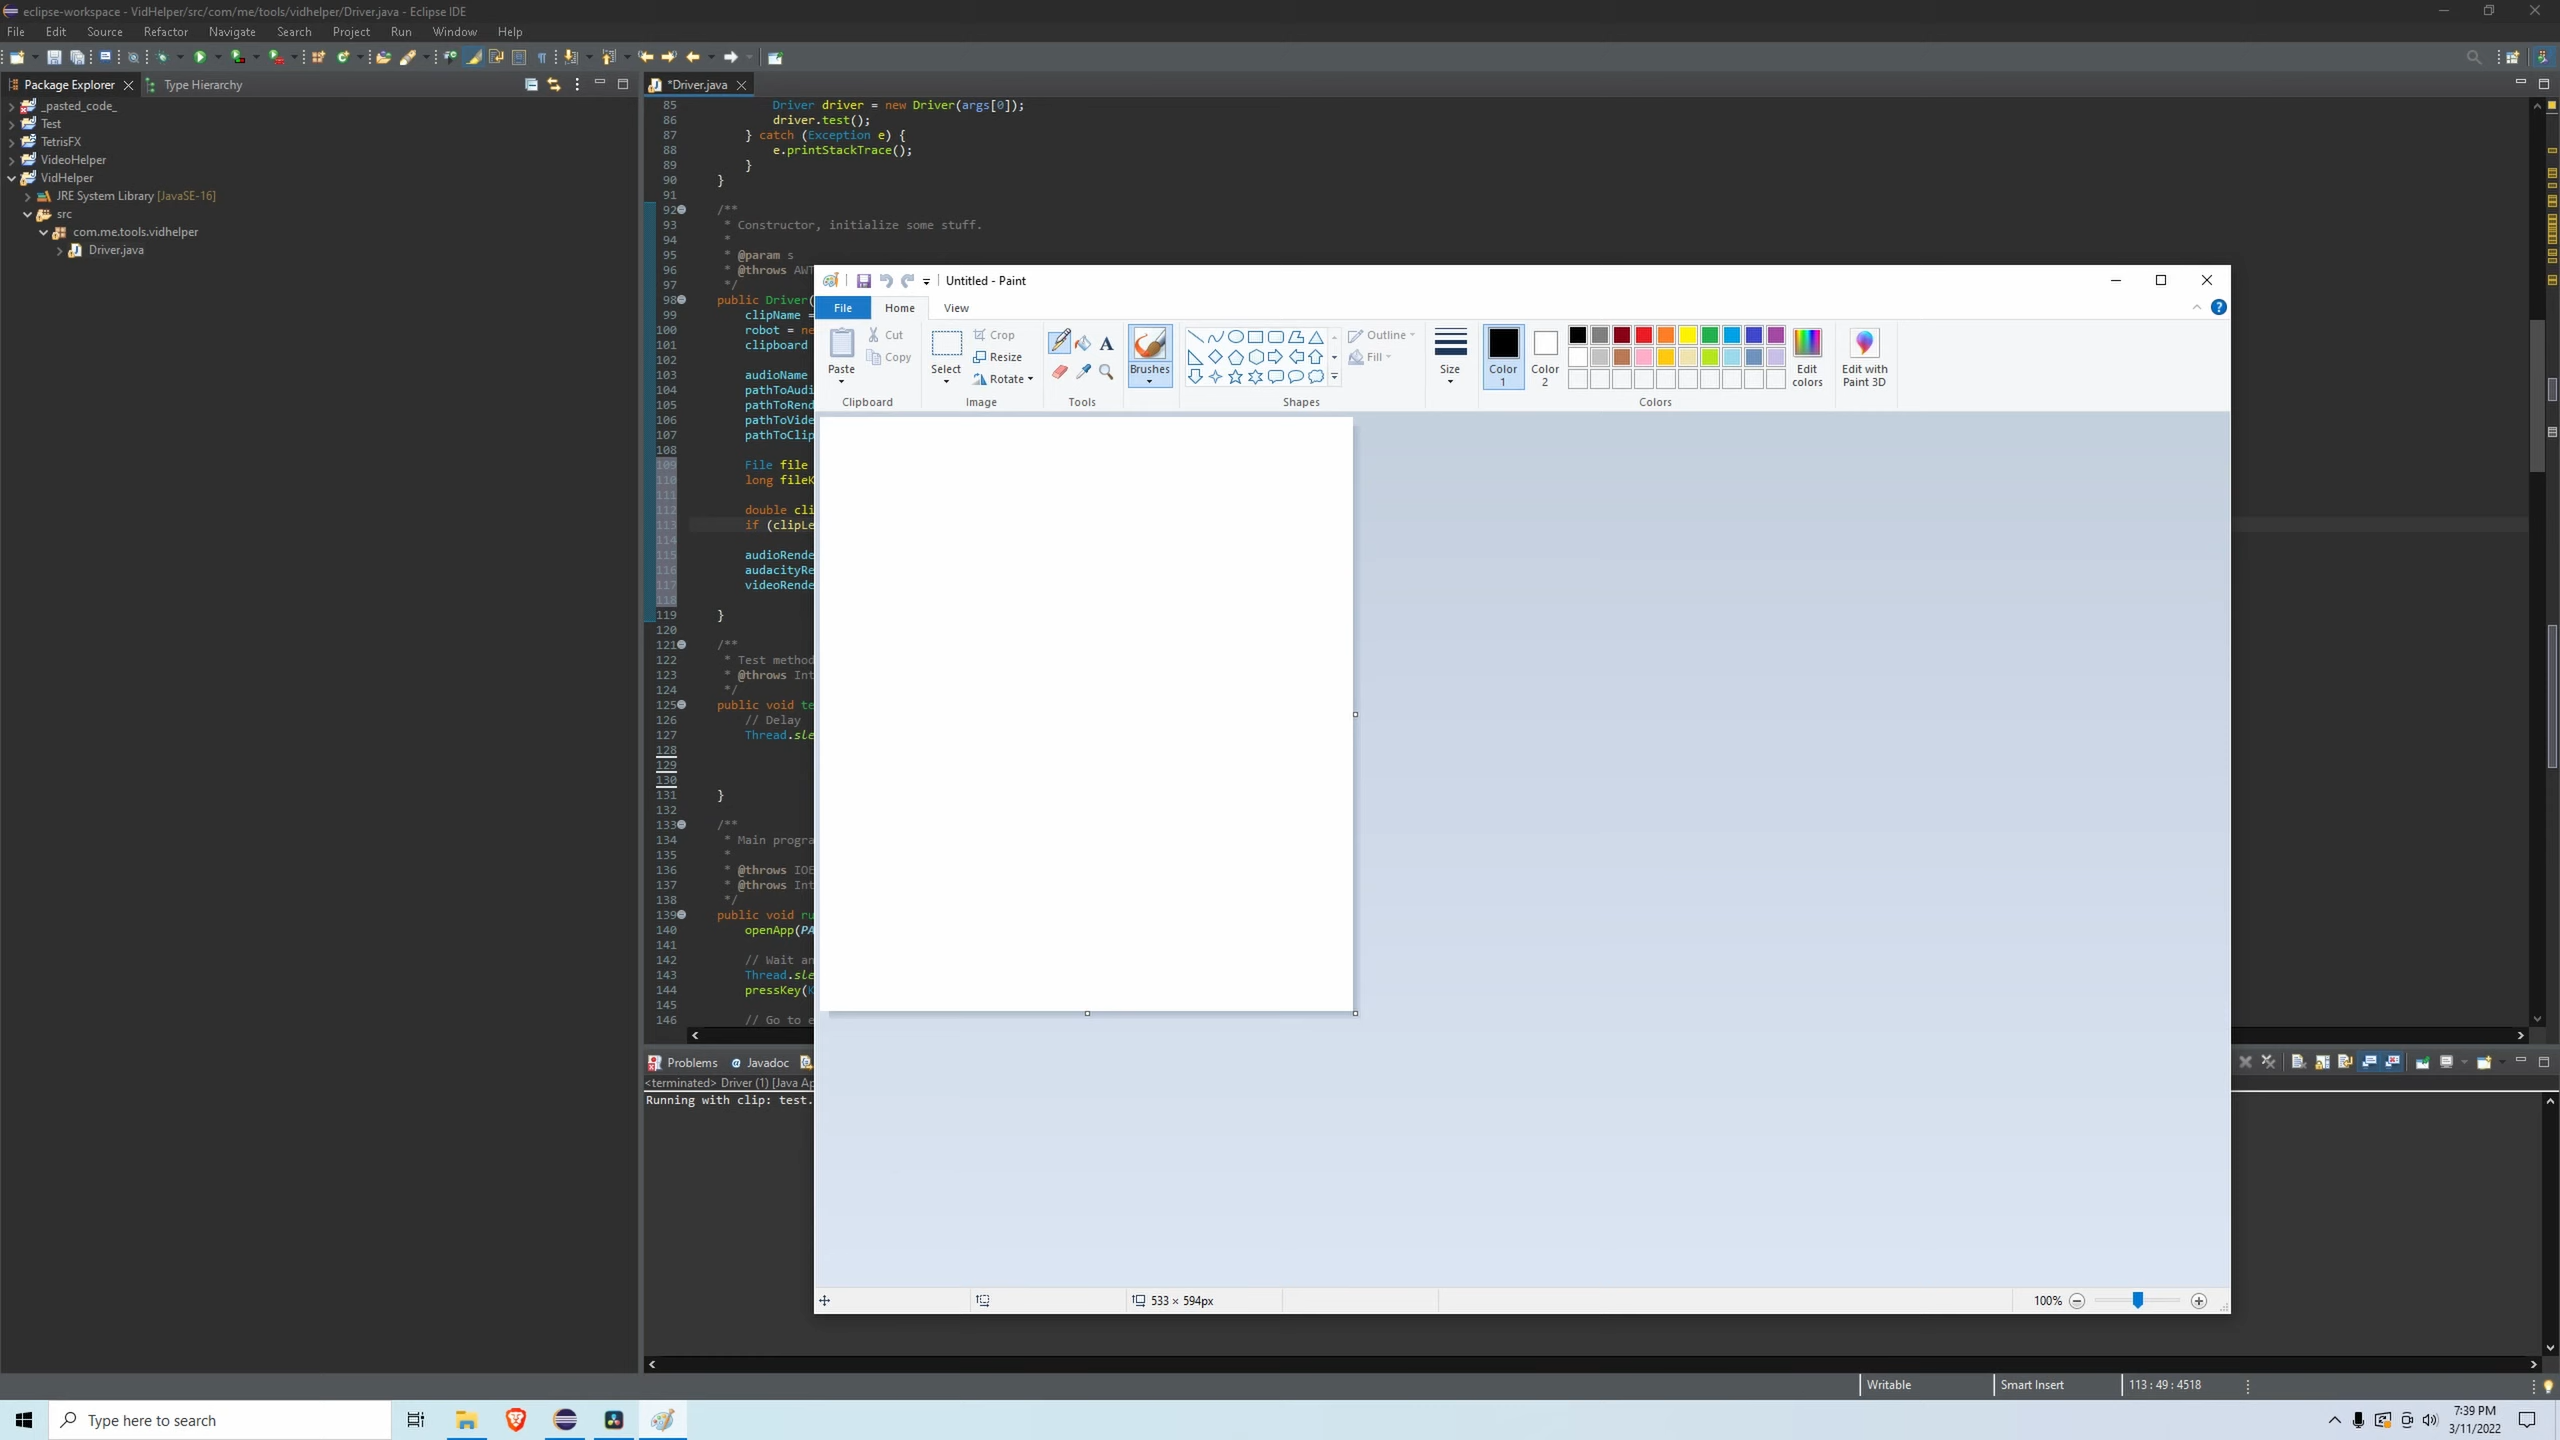 eclipse-workspace - VidHelper/src/com/me/tools/vidhelper/Driver.java - Eclipse IDE
File Edit Source Refactor Navigate Search Project Run Window Help
Package Explorer Type Hierarchy
_pasted_code_
Test
TetrisFX
VideoHelper
VidHelper
JRE System Library [JavaSE-16]
src
com.me.tools.vidhelper
Driver.java
*Driver.java
85 Driver driver = new Driver(args[0]);
86 driver.test();
87 } catch (Exception e) {
88 e.printStackTrace();
89 }
90 }
91
92 /**
93 * Constructor, initialize some stuff.
94 *
95 * @param s
96 * @throws AWT
97 */
98 public Driver(
99 clipName =
100 robot = ne
101 clipboard
102
103 audioName
104 pathToAudi
105 pathToRend
106 pathToVide
107 pathToClip
108
109 File file
110 long fileK
111
112 double cli
113 if (clipLe
114
115 audioRende
116 audacityRe
117 videoRende
118
119 }
120
121 /**
122 * Test method
123 * @throws Int
124 */
125 public void te
126 // Delay
127 Thread.sle
128
129
130
131 }
132
133 /**
134 * Main progra
135 *
136 * @throws IOE
137 * @throws Int
138 */
139 public void ru
140 openApp(PA
141
142 // Wait an
143 Thread.sle
144 pressKey(K
145
146 // Go to e
Untitled - Paint
File Home View
Paste
Cut
Copy
Clipboard
Select
Crop
Resize
Rotate
Image
Tools
Brushes
Shapes
Outline
Fill
Size
Color 1
Color 2
Edit colors
Colors
Edit with Paint 3D
533 × 594px
100%
Problems Javadoc
<terminated> Driver (1) [Java Ap
Running with clip: test.
Writable Smart Insert 113 : 49 : 4518
Type here to search
7:39 PM
3/11/2022